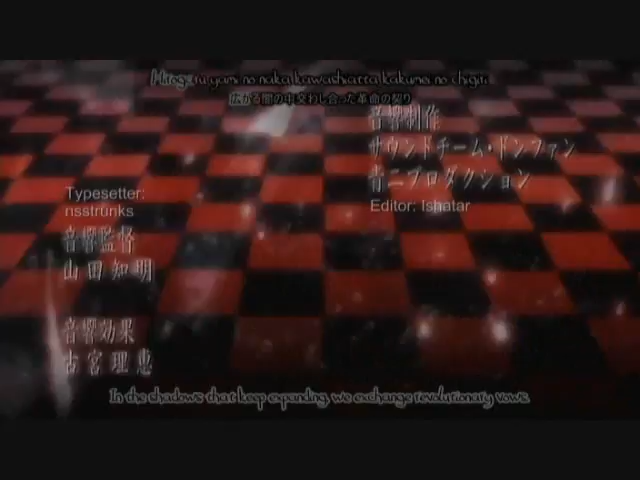 Hirogaru yami no naka kawashiatta kakumei no chigiri
広がる闇の中交わし合った革命の契り
音響制作
サウンドチーム・ドンファン
青二プロダクション
Editor: Ishatar
Typesetter:
nsstrunks
音響監督
山田知明
音響効果
古宮理恵
In the shadows that keep expanding, we exchange revolutionary vows.